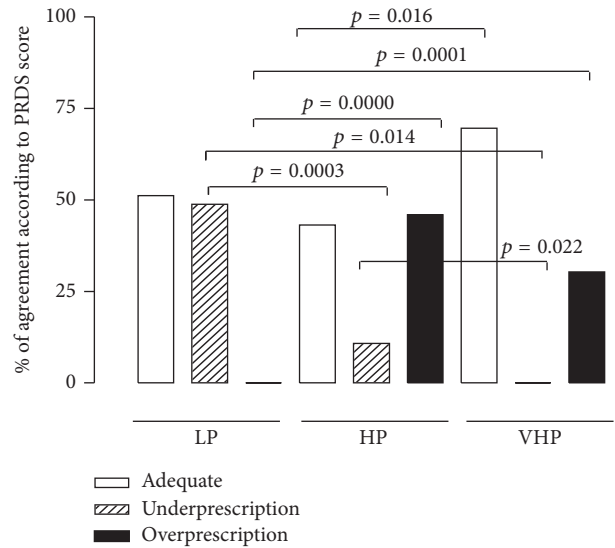 % of agreement according to PRDS score
100
75
50
25
0
p = 0.016
p = 0.0001
p = 0.0000
p = 0.014
p = 0.0003
p = 0.022
LP HP VHP
Adequate
Underprescription
Overprescription